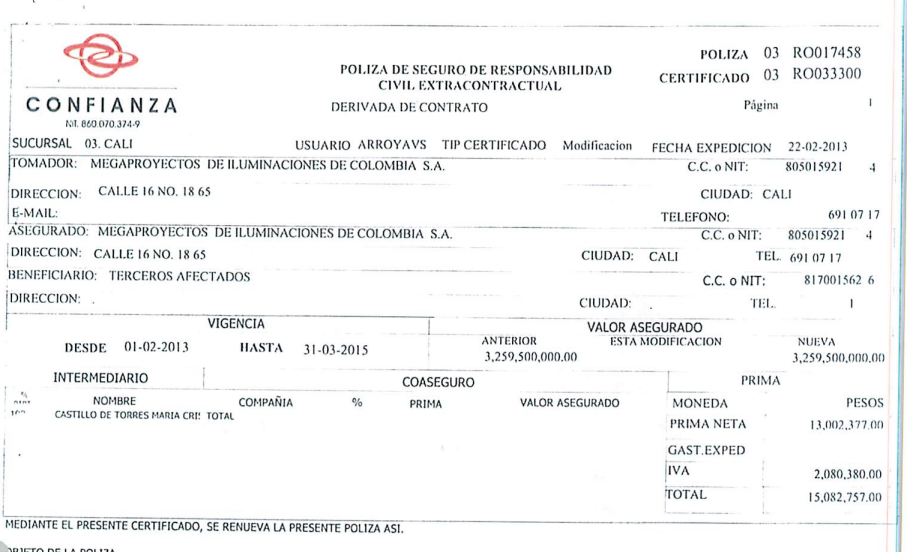 POLIZA 03 RO017458
POLIZA DE SEGURO DE RESPONSABILIDAD
CERTIFICADO 03 RO033300
CIVIL EXTRACONTRACTUAL
CONFIANZA
DERIVADA DE CONTRATO
Página 1
NIT. 860.070.374-9
SUCURSAL 03. CALI USUARIO ARROYAVS TIP CERTIFICADO Modificacion FECHA EXPEDICION 22-02-2013
TOMADOR: MEGAPROYECTOS DE ILUMINACIONES DE COLOMBIA S.A. C.C. o NIT: 805015921 4
DIRECCION: CALLE 16 NO. 18 65 CIUDAD: CALI
E-MAIL: TELEFONO: 691 07 17
ASEGURADO: MEGAPROYECTOS DE ILUMINACIONES DE COLOMBIA S.A. C.C. o NIT: 805015921 4
DIRECCION: CALLE 16 NO. 18 65 CIUDAD: CALI TEL. 691 07 17
BENEFICIARIO: TERCEROS AFECTADOS C.C. o NIT: 817001562 6
DIRECCION: . CIUDAD: . TEL. 1
VIGENCIA VALOR ASEGURADO
DESDE 01-02-2013 HASTA 31-03-2015
ANTERIOR ESTA MODIFICACION NUEVA
3,259,500,000.00 3,259,500,000.00
INTERMEDIARIO COASEGURO PRIMA
% NOMBRE COMPAÑIA % PRIMA VALOR ASEGURADO MONEDA PESOS
CASTILLO DE TORRES MARIA CRI: TOTAL
PRIMA NETA 13,002,377.00
GAST.EXPED
IVA 2,080,380.00
TOTAL 15,082,757.00
MEDIANTE EL PRESENTE CERTIFICADO, SE RENUEVA LA PRESENTE POLIZA ASI.
OBJETO DE LA POLIZA